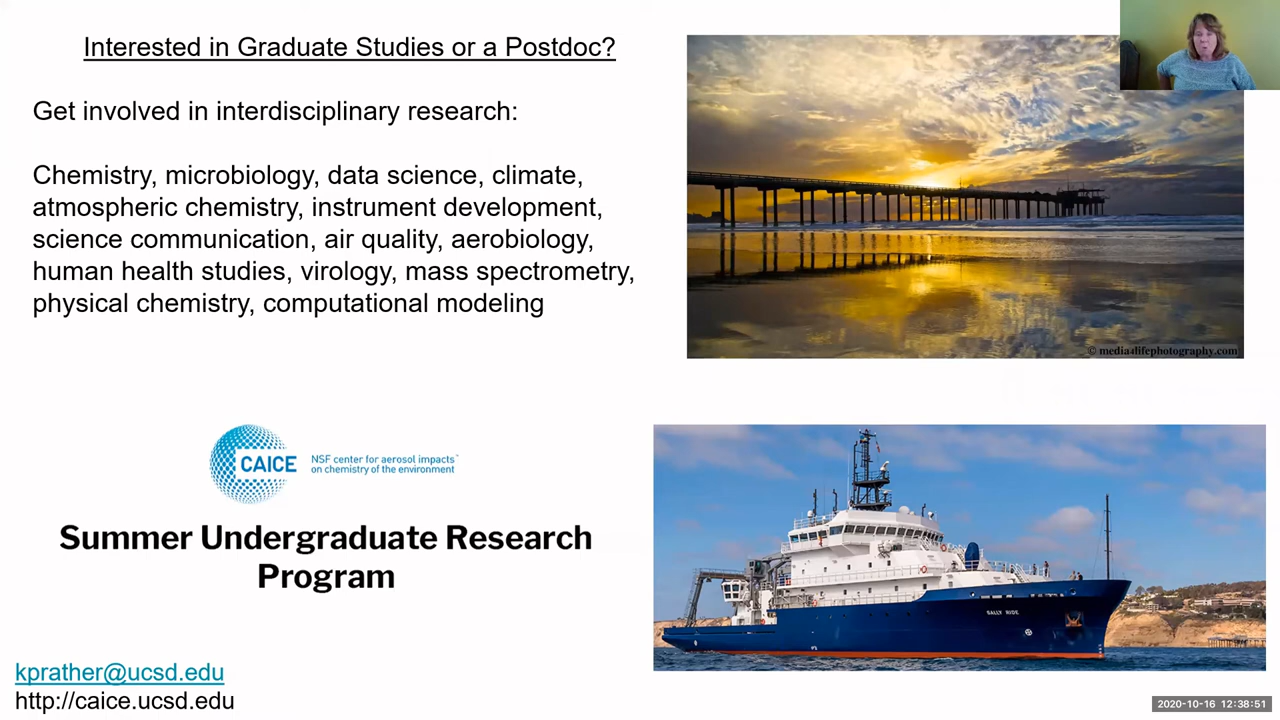 Interested in Graduate Studies or a Postdoc?
Get involved in interdisciplinary research:
Chemistry, microbiology, data science, climate,
atmospheric chemistry, instrument development,
science communication, air quality, aerobiology,
human health studies, virology, mass spectrometry,
physical chemistry, computational modeling
© media4lifephotography.com
CAICE
NSF center for aerosol impacts™
on chemistry of the environment
Summer Undergraduate Research
Program
SALLY RIDE
kprather@ucsd.edu
http://caice.ucsd.edu
2020-10-16 12:38:51